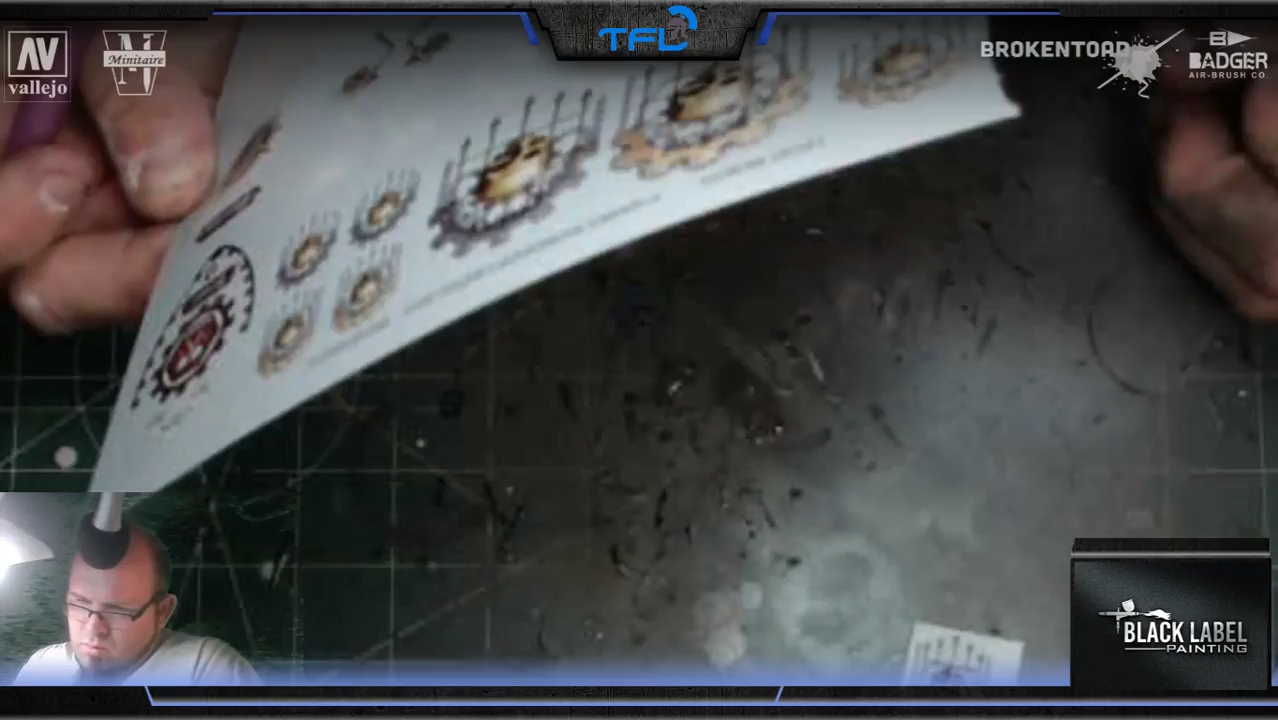 AV
vallejo
M
Minitaire
TFL
BROKENTOAD
B
BADGER
AIR-BRUSH CO.
BLACK LABEL
PAINTING